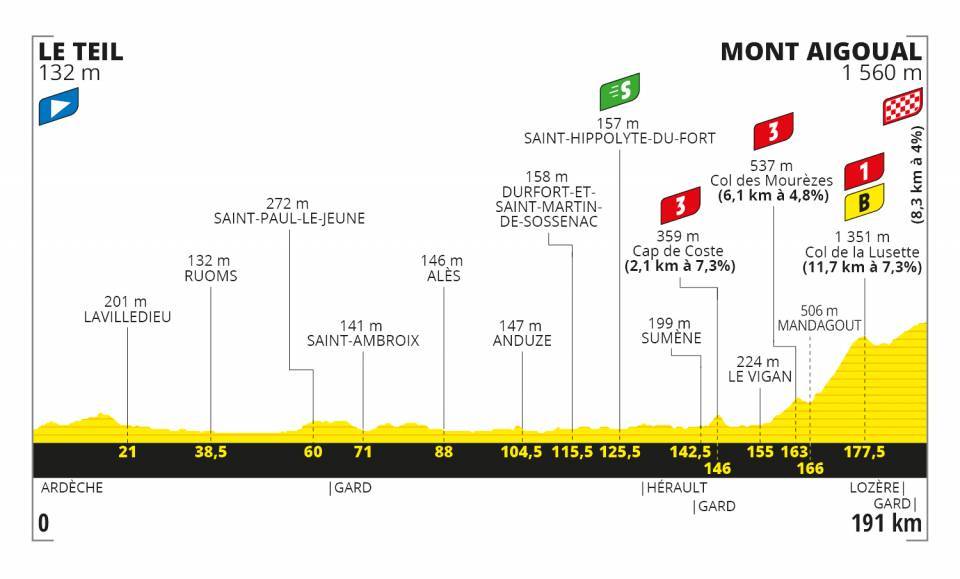 LE TEIL
132 m
MONT AIGOUAL
1 560 m
(8,3 km à 4%)
S
157 m
SAINT-HIPPOLYTE-DU-FORT
3
537 m
Col des Mourèzes
(6,1 km à 4,8%)
1
B
1 351 m
Col de la Lusette
(11,7 km à 7,3%)
158 m
DURFORT-ET-
SAINT-MARTIN-
DE-SOSSENAC
3
359 m
Cap de Coste
(2,1 km à 7,3%)
272 m
SAINT-PAUL-LE-JEUNE
132 m
RUOMS
146 m
ALÈS
201 m
LAVILLEDIEU
141 m
SAINT-AMBROIX
147 m
ANDUZE
199 m
SUMÈNE
506 m
MANDAGOUT
224 m
LE VIGAN
21
38,5
60
71
88
104,5
115,5
125,5
142,5
146
155
163
166
177,5
ARDÈCHE
|GARD
|HÉRAULT
|GARD
LOZÈRE|
GARD|
0
191 km